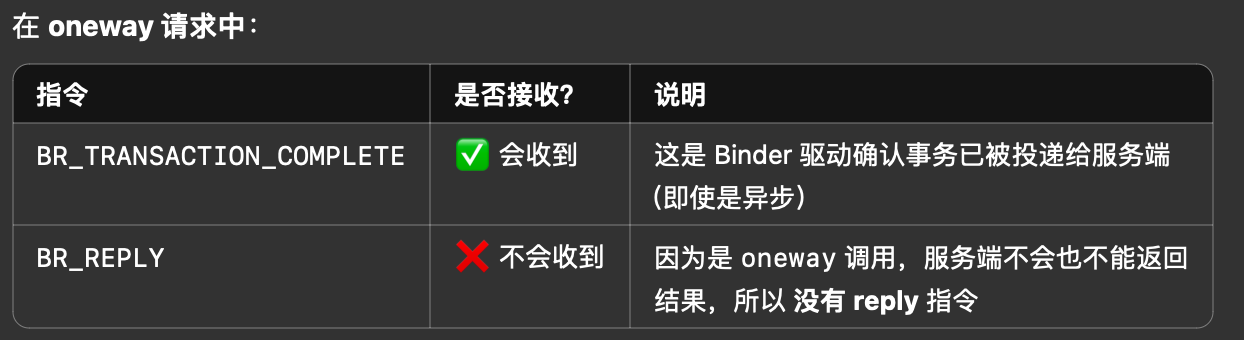 在 oneway 请求中：
指令 是否接收? 说明
BR_TRANSACTION_COMPLETE ✅ 会收到 这是 Binder 驱动确认事务已被投递给服务端
（即使是异步）
BR_REPLY ❌ 不会收到 因为是 oneway 调用，服务端不会也不能返回
结果，所以 没有 reply 指令